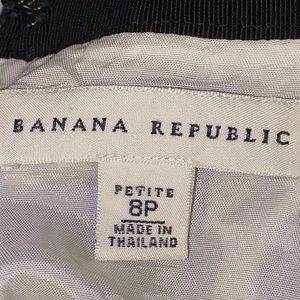 BANANA REPUBLIC
PETITE
8P
MADE IN
THAILAND